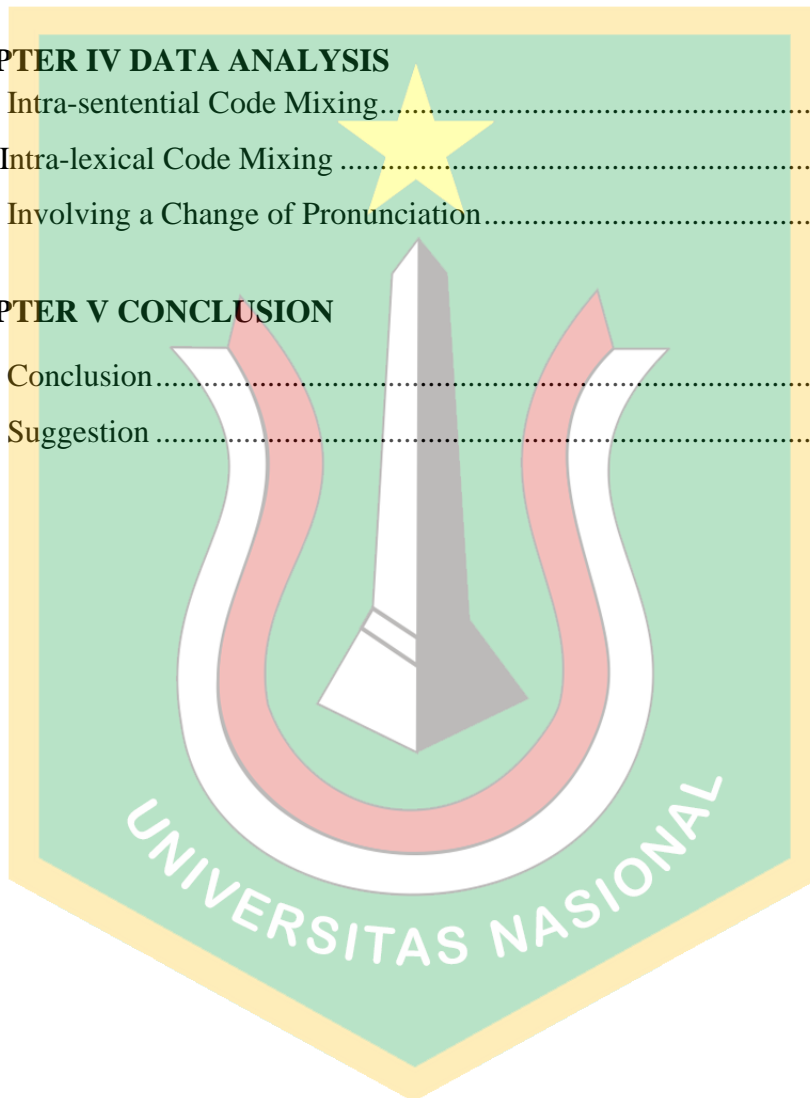 PTER IV DATA ANALYSIS
Intra-sentential Code Mixing..........................................................
Intra-lexical Code Mixing ...............................................................
Involving a Change of Pronunciation.............................................
PTER V CONCLUSION
Conclusion.......................................................................................
Suggestion .......................................................................................
UNIVERSITAS NASIONAL